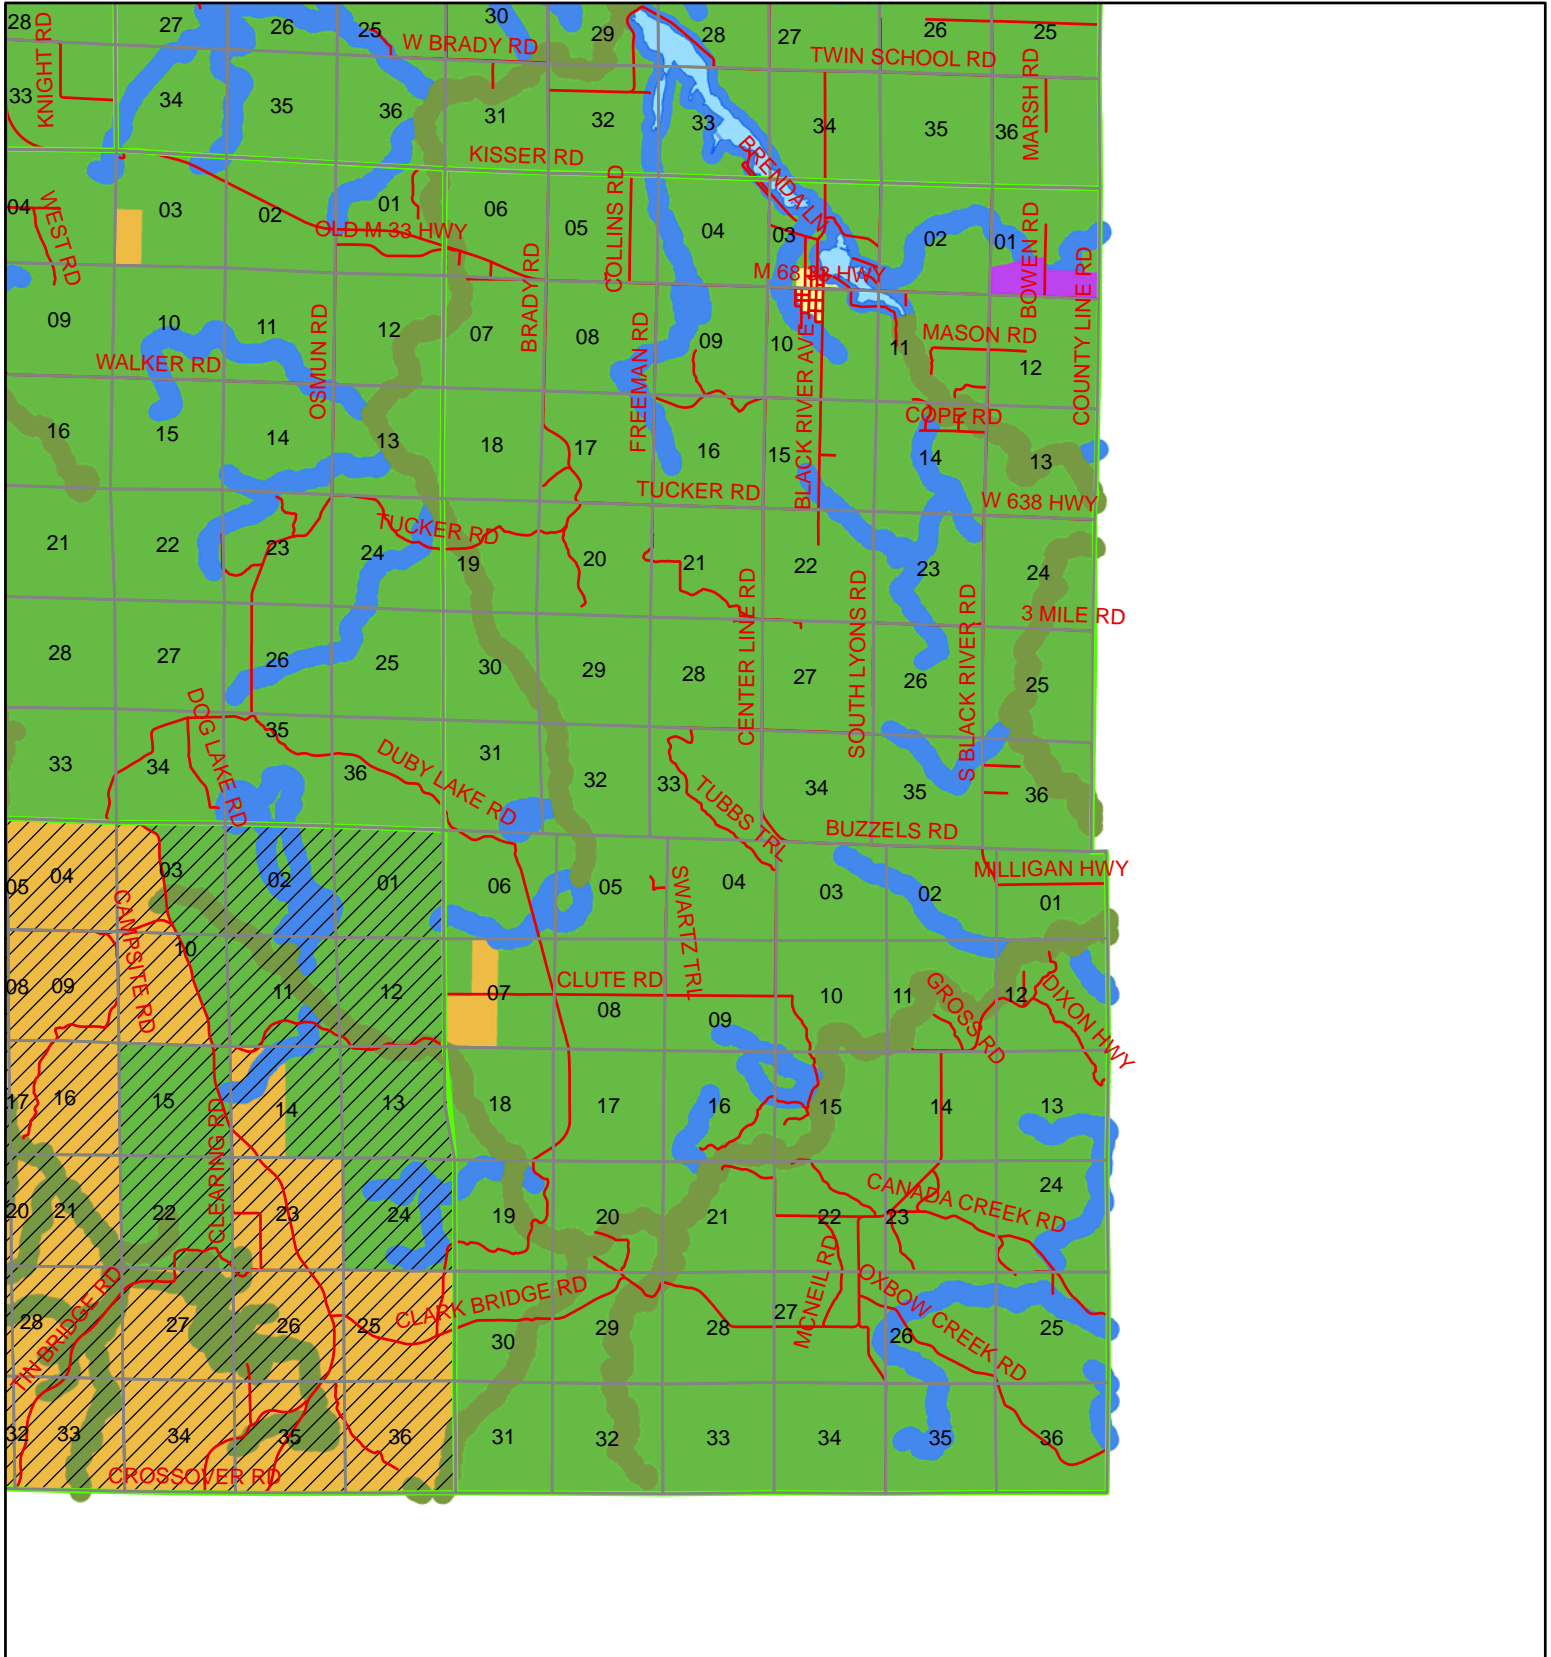 28 27 26 25 30 29 28 27 26 25
KNIGHT RD
W BRADY RD
TWIN SCHOOL RD
MARSH RD
33 34 35 36 31 32 33 34 35 36
KISSER RD
BRENDA LN
04 03 02 01 06 05 04 03 02 01
WEST RD
OLD M 33 HWY
COLLINS RD
BRADY RD
M 68 33 HWY
BOWEN RD
COUNTY LINE RD
09 10 11 12 07 08 09 10 11 12
WALKER RD
OSMUN RD
FREEMAN RD
BLACK RIVER AVE
MASON RD
COPE RD
16 15 14 13 18 17 16 15 14 13
TUCKER RD
W 638 HWY
TUCKER RD
21 22 23 24 19 20 21 22 23 24
CENTER LINE RD
SOUTH LYONS RD
S BLACK RIVER RD
3 MILE RD
28 27 26 25 30 29 28 27 26 25
DOG LAKE RD
DUBY LAKE RD
33 34 35 36 31 32 33 34 35 36
TUBBS TRL
BUZZELS RD
MILLIGAN HWY
05 04 03 02 01 06 05 04 03 02 01
CAMPSITE RD
SWARTZ TRL
CLUTE RD
08 09 10 11 12 07 08 09 10 11 12
GROSS RD
DIXON HWY
17 16 15 14 13 18 17 16 15 14 13
CLEARING RD
CANADA CREEK RD
20 21 22 23 24 19 20 21 22 23 24
TIN BRIDGE RD
CLARK BRIDGE RD
MCNEIL RD
OXBOW CREEK RD
28 27 26 25 30 29 28 27 26 25
32 33 34 35 36 31 32 33 34 35 36
CROSSOVER RD